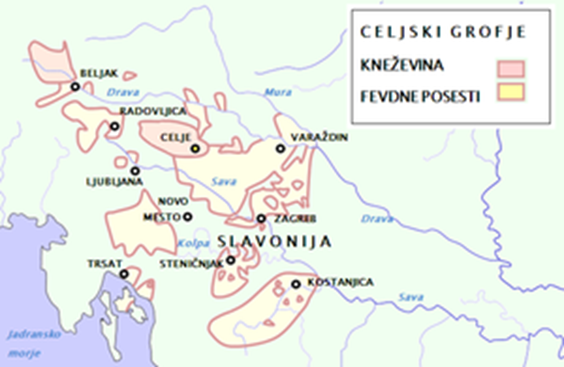 CELJSKI GROFJE
KNEŽEVINA
FEVDNE POSESTI
BELJAK
Drava
Mura
RADOVLJICA
CELJE
VARAŽDIN
LJUBLJANA
Sava
NOVO
MESTO
ZAGREB
Drava
Kolpa
SLAVONIJA
TRSAT
STENIČNJAK
KOSTANJICA
Sava
Jadransko
morje